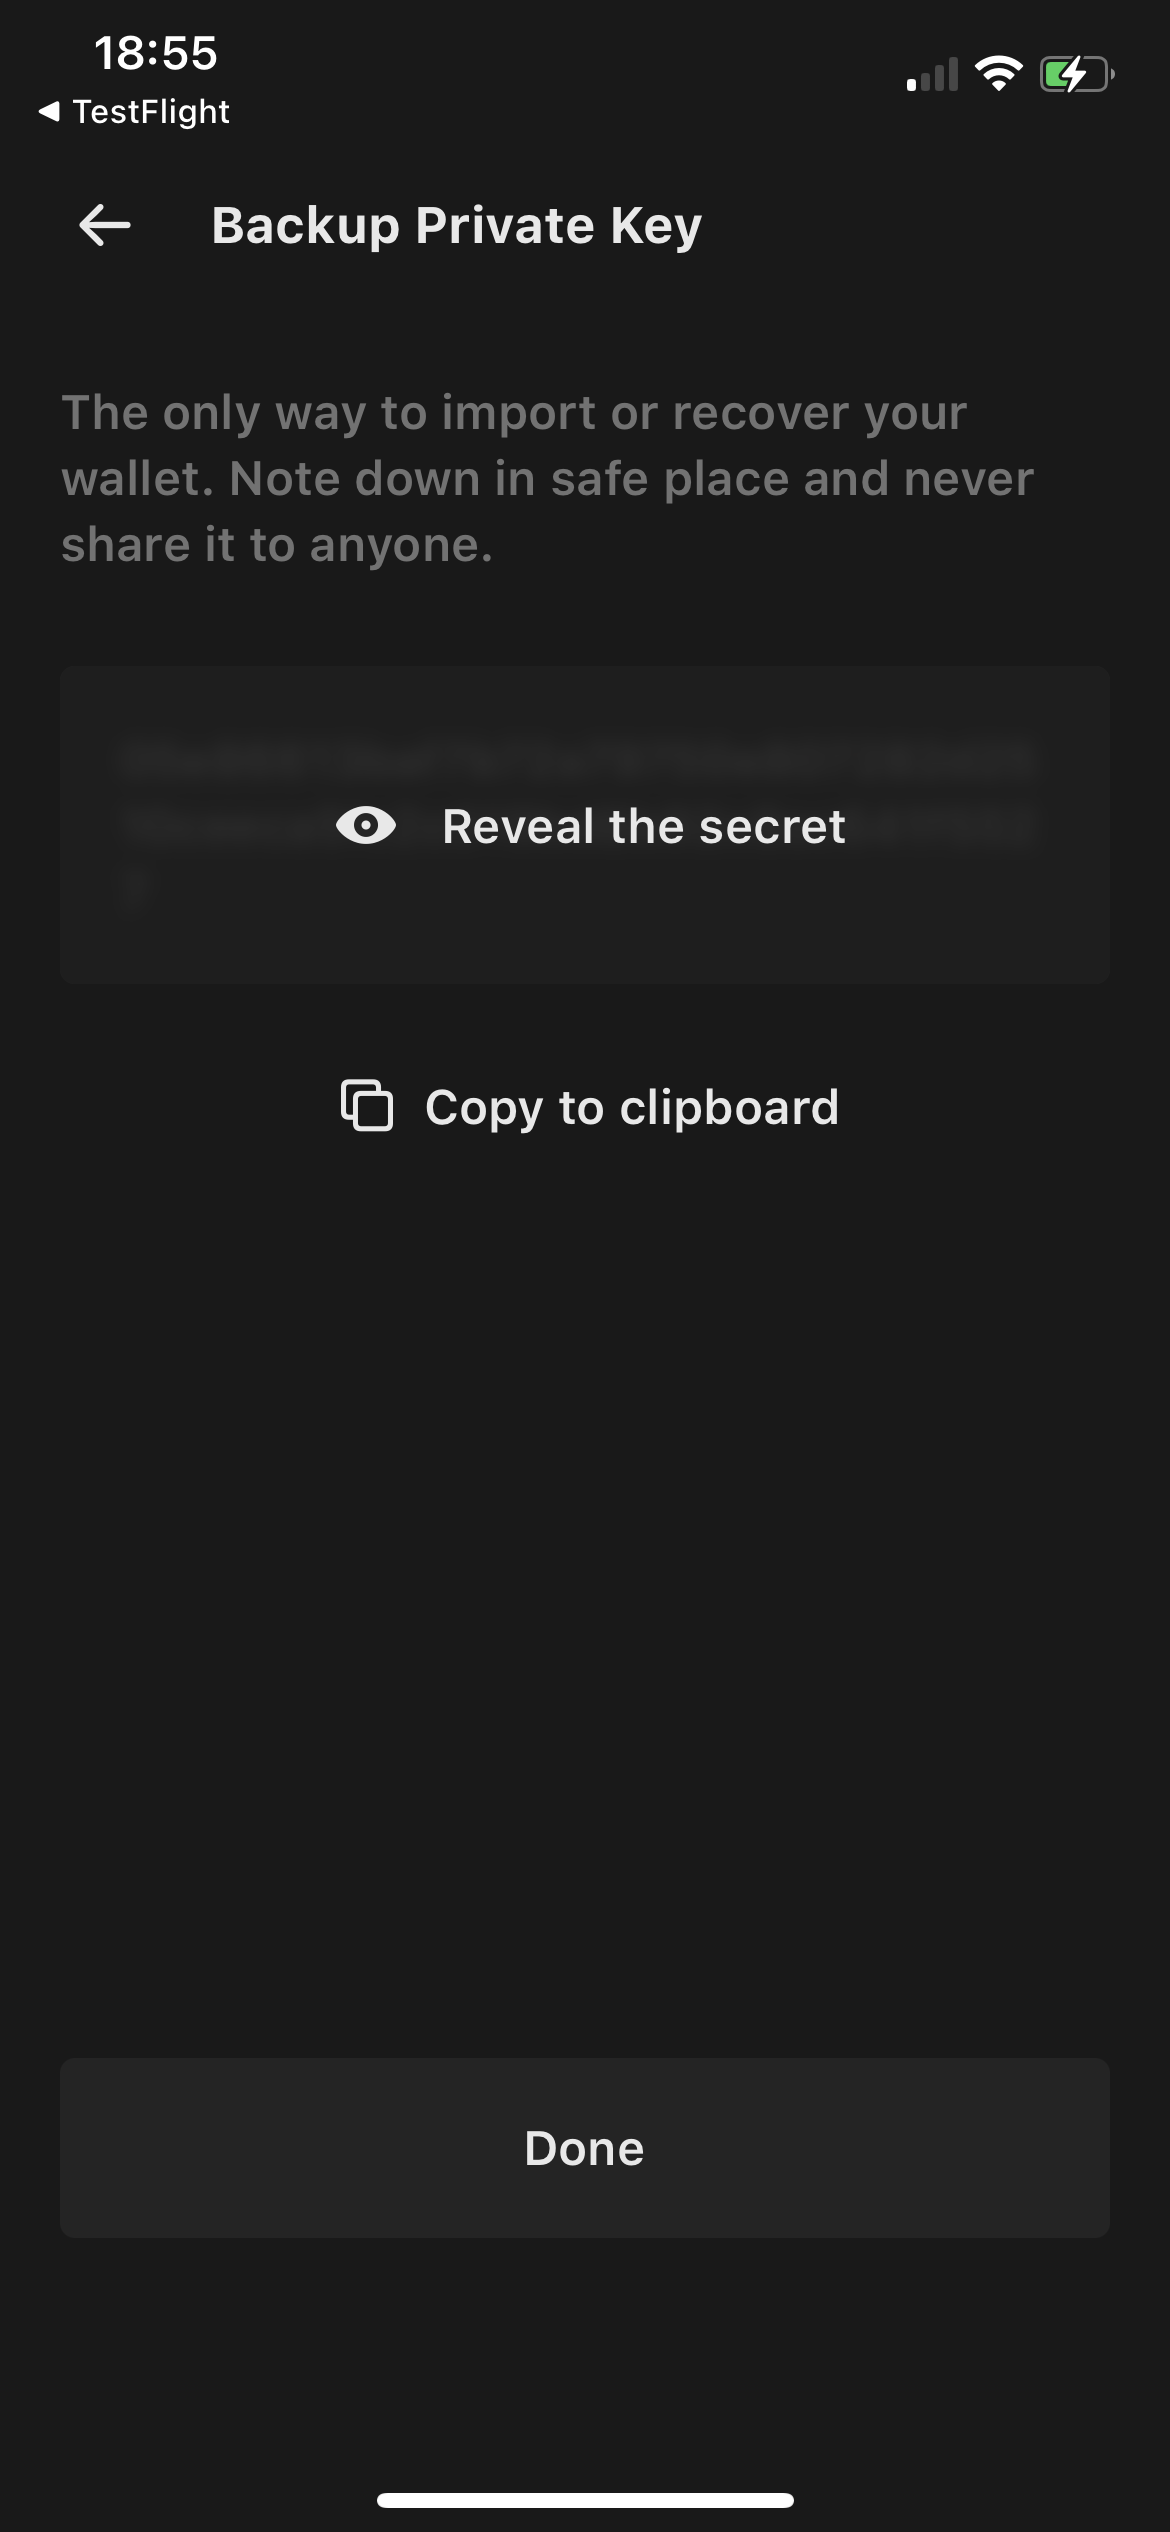 18:55
TestFlight
Backup Private Key
The only way to import or recover your
wallet. Note down in safe place and never
share it to anyone.
Reveal the secret
Copy to clipboard
Done